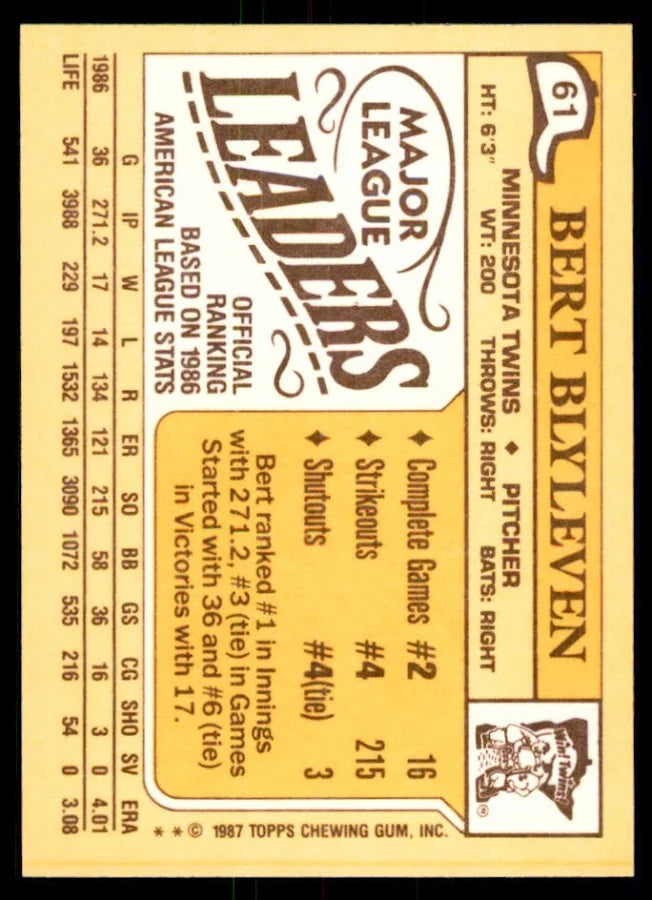 61
BERT BLYLEVEN
MINNESOTA TWINS ♦ PITCHER
HT: 6'3" WT: 200 THROWS: RIGHT BATS: RIGHT
Win! Twins!
®
MAJOR
LEAGUE
LEADERS
OFFICIAL
RANKING
BASED ON 1986
AMERICAN LEAGUE STATS
♦ Complete Games #2 16
♦ Strikeouts #4 215
♦ Shutouts #4(tie) 3
Bert ranked #1 in Innings
with 271.2, #3 (tie) in Games
Started with 36 and #6 (tie)
in Victories with 17.
* * © 1987 TOPPS CHEWING GUM, INC.
G IP W L R ER SO BB GS CG SHO SV ERA
1986 36 271.2 17 14 134 121 215 58 36 16 3 0 4.01
LIFE 541 3988 229 197 1532 1365 3090 1072 535 216 54 0 3.08